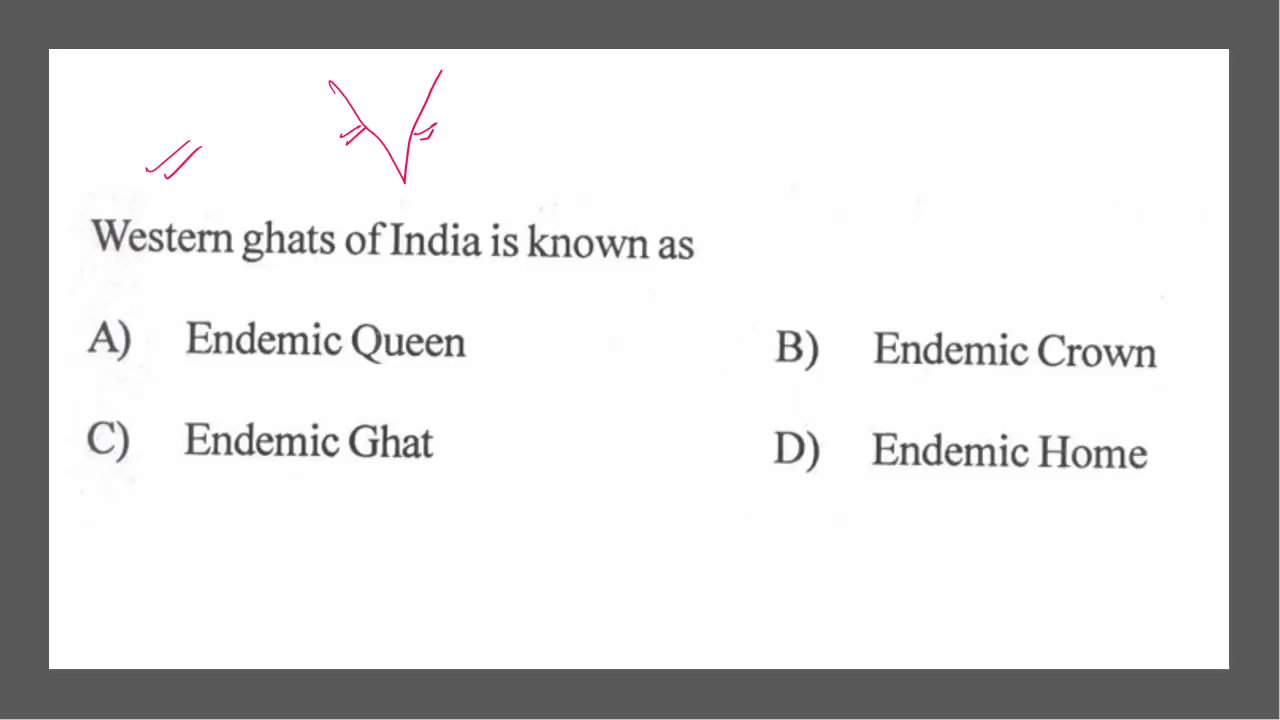 Western ghats of India is known as
A) Endemic Queen
B) Endemic Crown
C) Endemic Ghat
D) Endemic Home